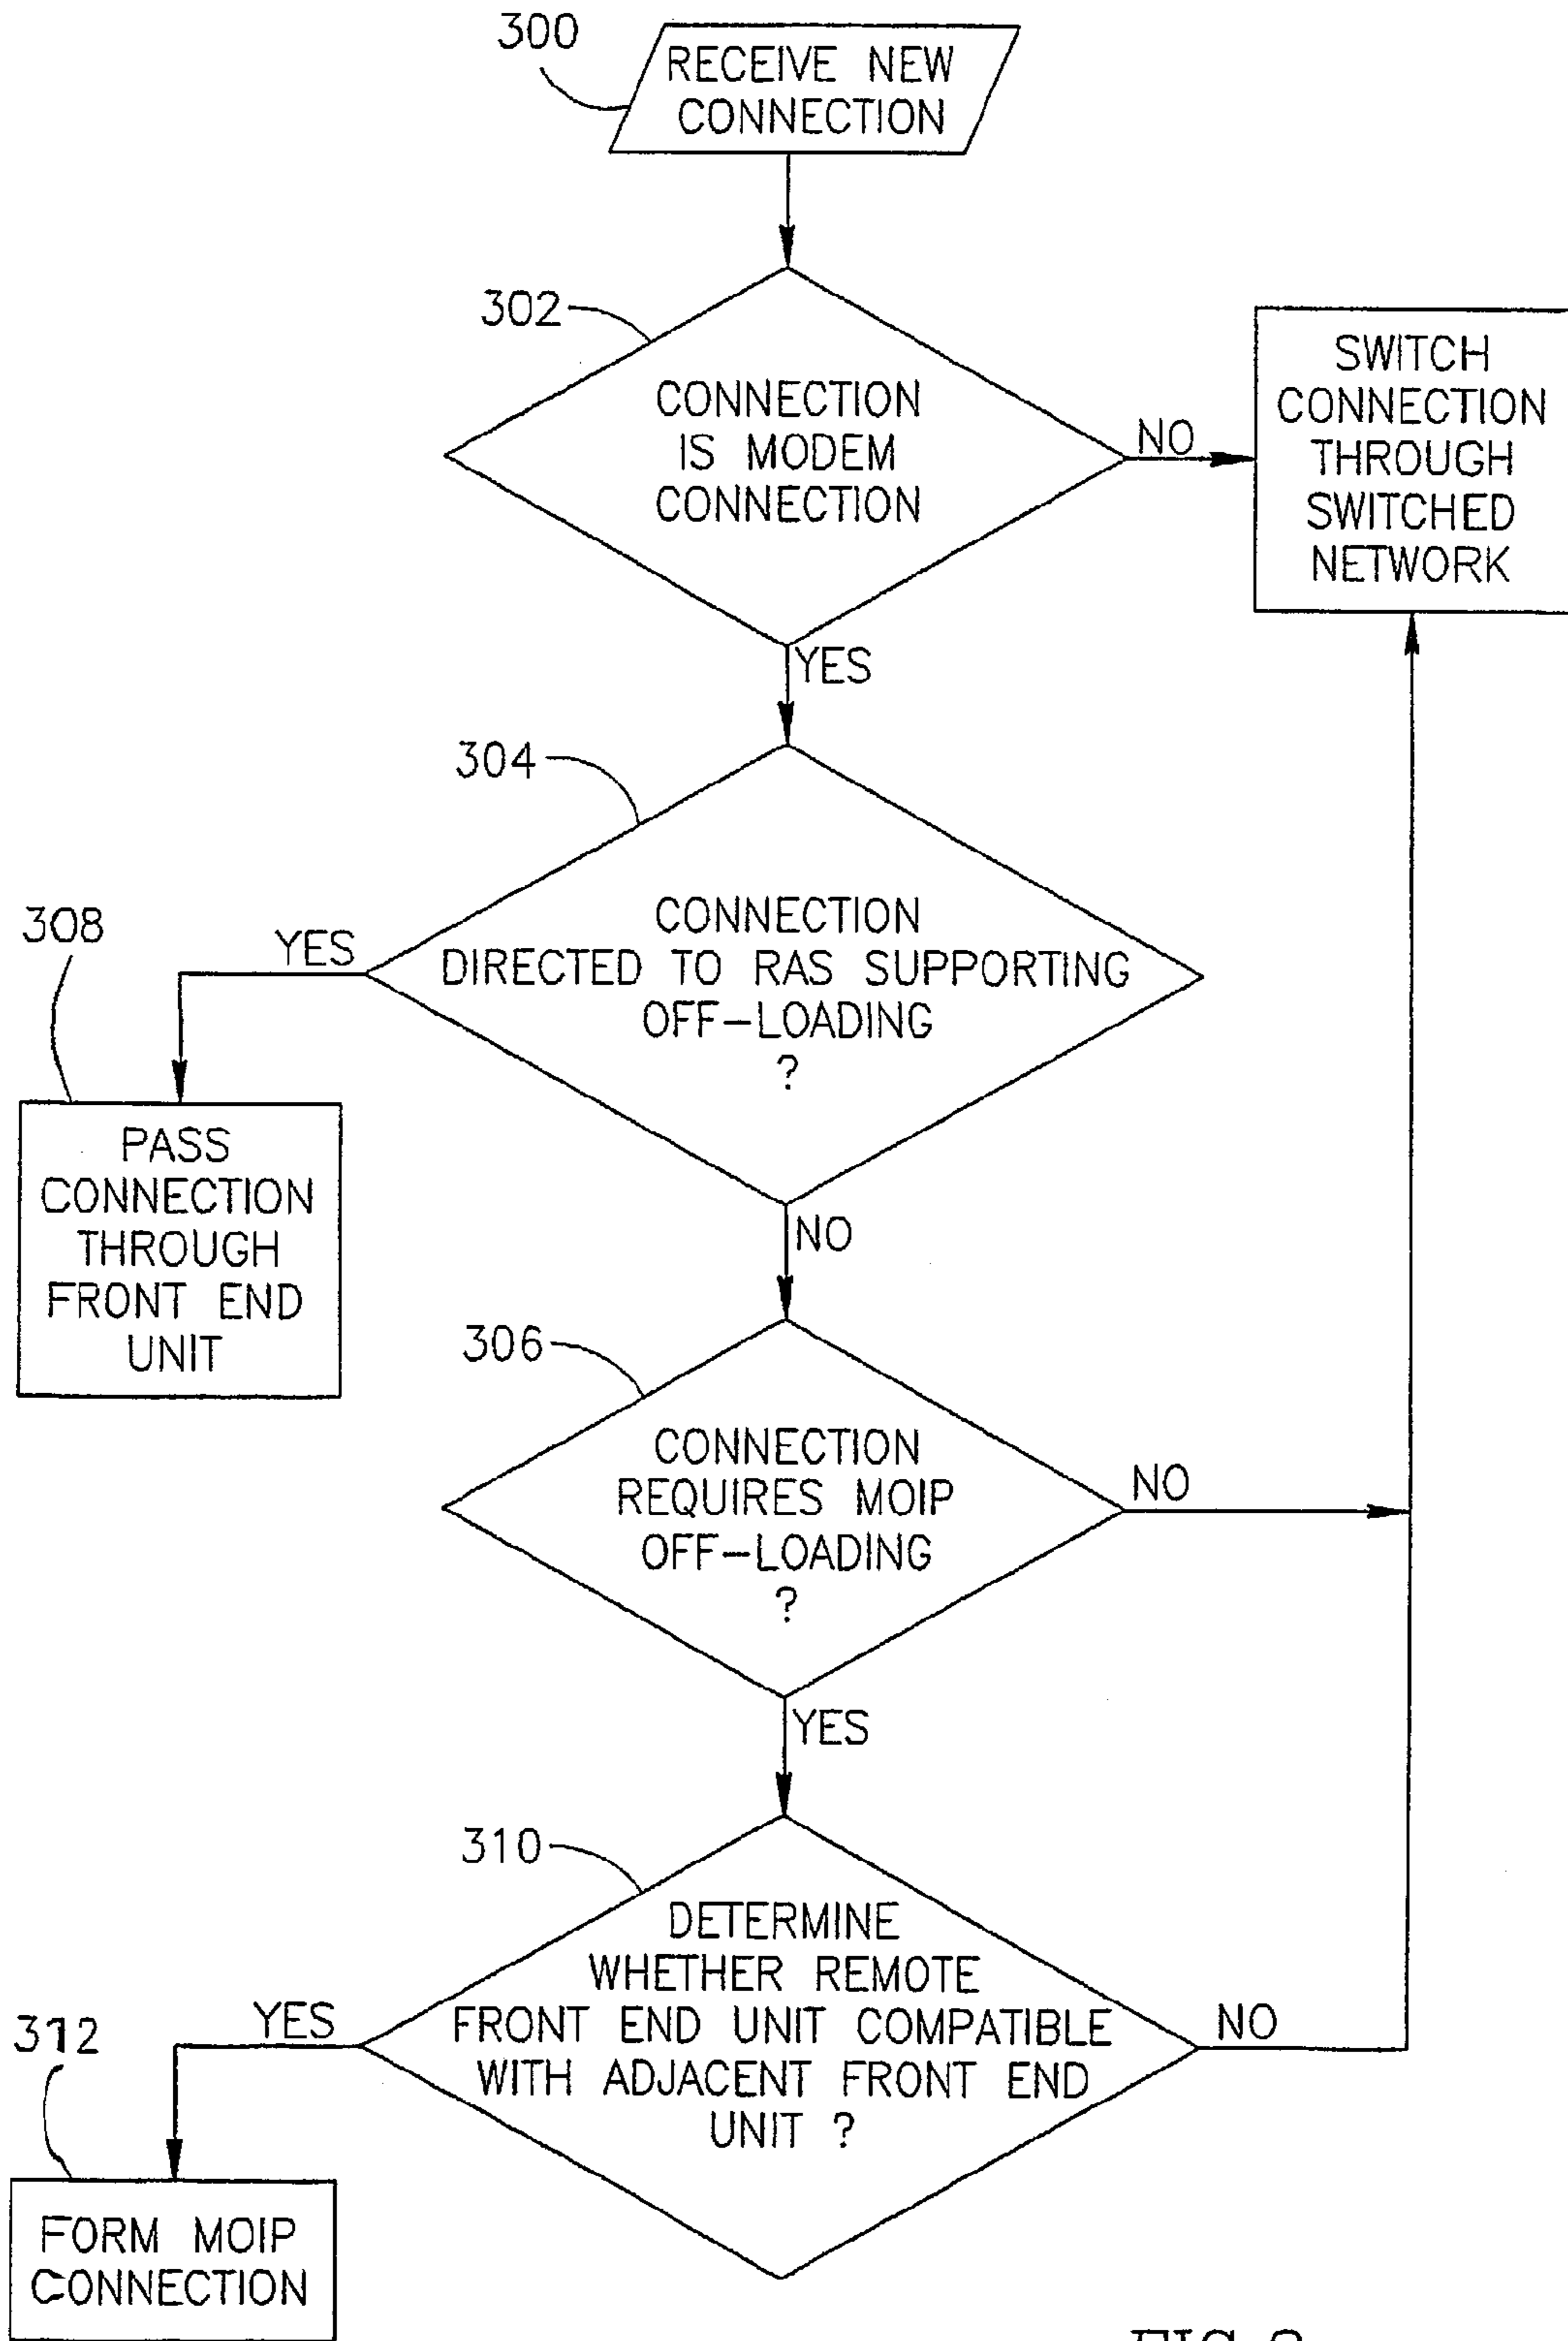 300
RECEIVE NEW
CONNECTION
302
CONNECTION
IS MODEM
CONNECTION
NO
SWITCH
CONNECTION
THROUGH
SWITCHED
NETWORK
YES
304
CONNECTION
DIRECTED TO RAS SUPPORTING
OFF-LOADING
?
YES
308
PASS
CONNECTION
THROUGH
FRONT END
UNIT
NO
306
CONNECTION
REQUIRES MOIP
OFF-LOADING
?
NO
YES
310
DETERMINE
WHETHER REMOTE
FRONT END UNIT COMPATIBLE
WITH ADJACENT FRONT END
UNIT ?
YES
NO
312
FORM MOIP
CONNECTION